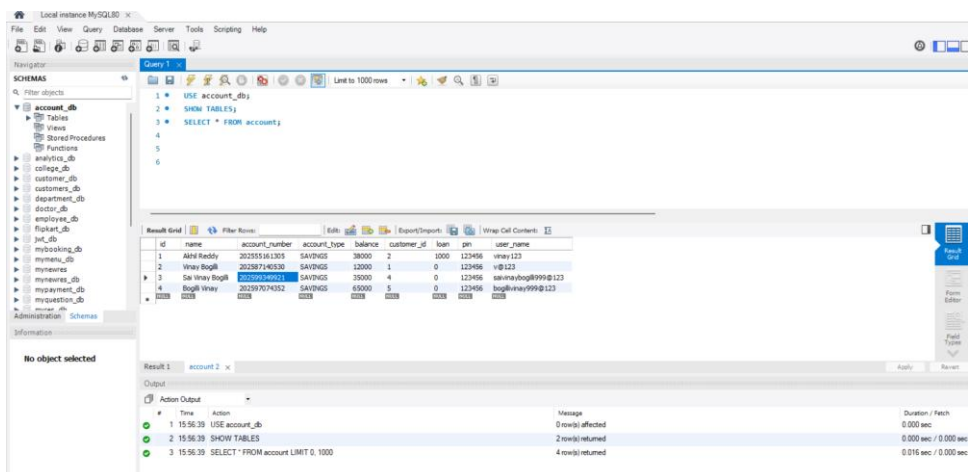 Local instance MySQL80 ×
File Edit View Query Database Server Tools Scripting Help
Navigator
SCHEMAS
Filter objects
account_db
Tables
Views
Stored Procedures
Functions
analytics_db
college_db
customer_db
customers_db
department_db
doctor_db
employee_db
flipkart_db
jwt_db
mybooking_db
mymenu_db
mynewres
mynewres_db
mypayment_db
myquestion_db
Administration Schemas
Information
No object selected
Query 1 ×
Limit to 1000 rows
1 USE account_db;
2 SHOW TABLES;
3 SELECT * FROM account;
4
5
6
Result Grid Filter Rows: Edit: Export/Import: Wrap Cell Content:
id name account_number account_type balance customer_id loan pin user_name
1 Akhil Reddy 202555161305 SAVINGS 38000 2 1000 123456 vinay123
2 Vinay Bogilli 202587140530 SAVINGS 12000 1 0 123456 v@123
3 Sai Vinay Bogilli 202599349921 SAVINGS 35000 4 0 123456 saivinaybogilli999@123
4 Bogilli Vinay 202597074352 SAVINGS 65000 5 0 123456 bogillivinay999@123
NULL NULL NULL NULL NULL NULL NULL NULL NULL
Result Grid
Form Editor
Field Types
Result 1 account 2 ×
Apply Revert
Output
Action Output
# Time Action Message Duration / Fetch
1 15:56:39 USE account_db 0 row(s) affected 0.000 sec
2 15:56:39 SHOW TABLES 2 row(s) returned 0.000 sec / 0.000 sec
3 15:56:39 SELECT * FROM account LIMIT 0, 1000 4 row(s) returned 0.016 sec / 0.000 sec